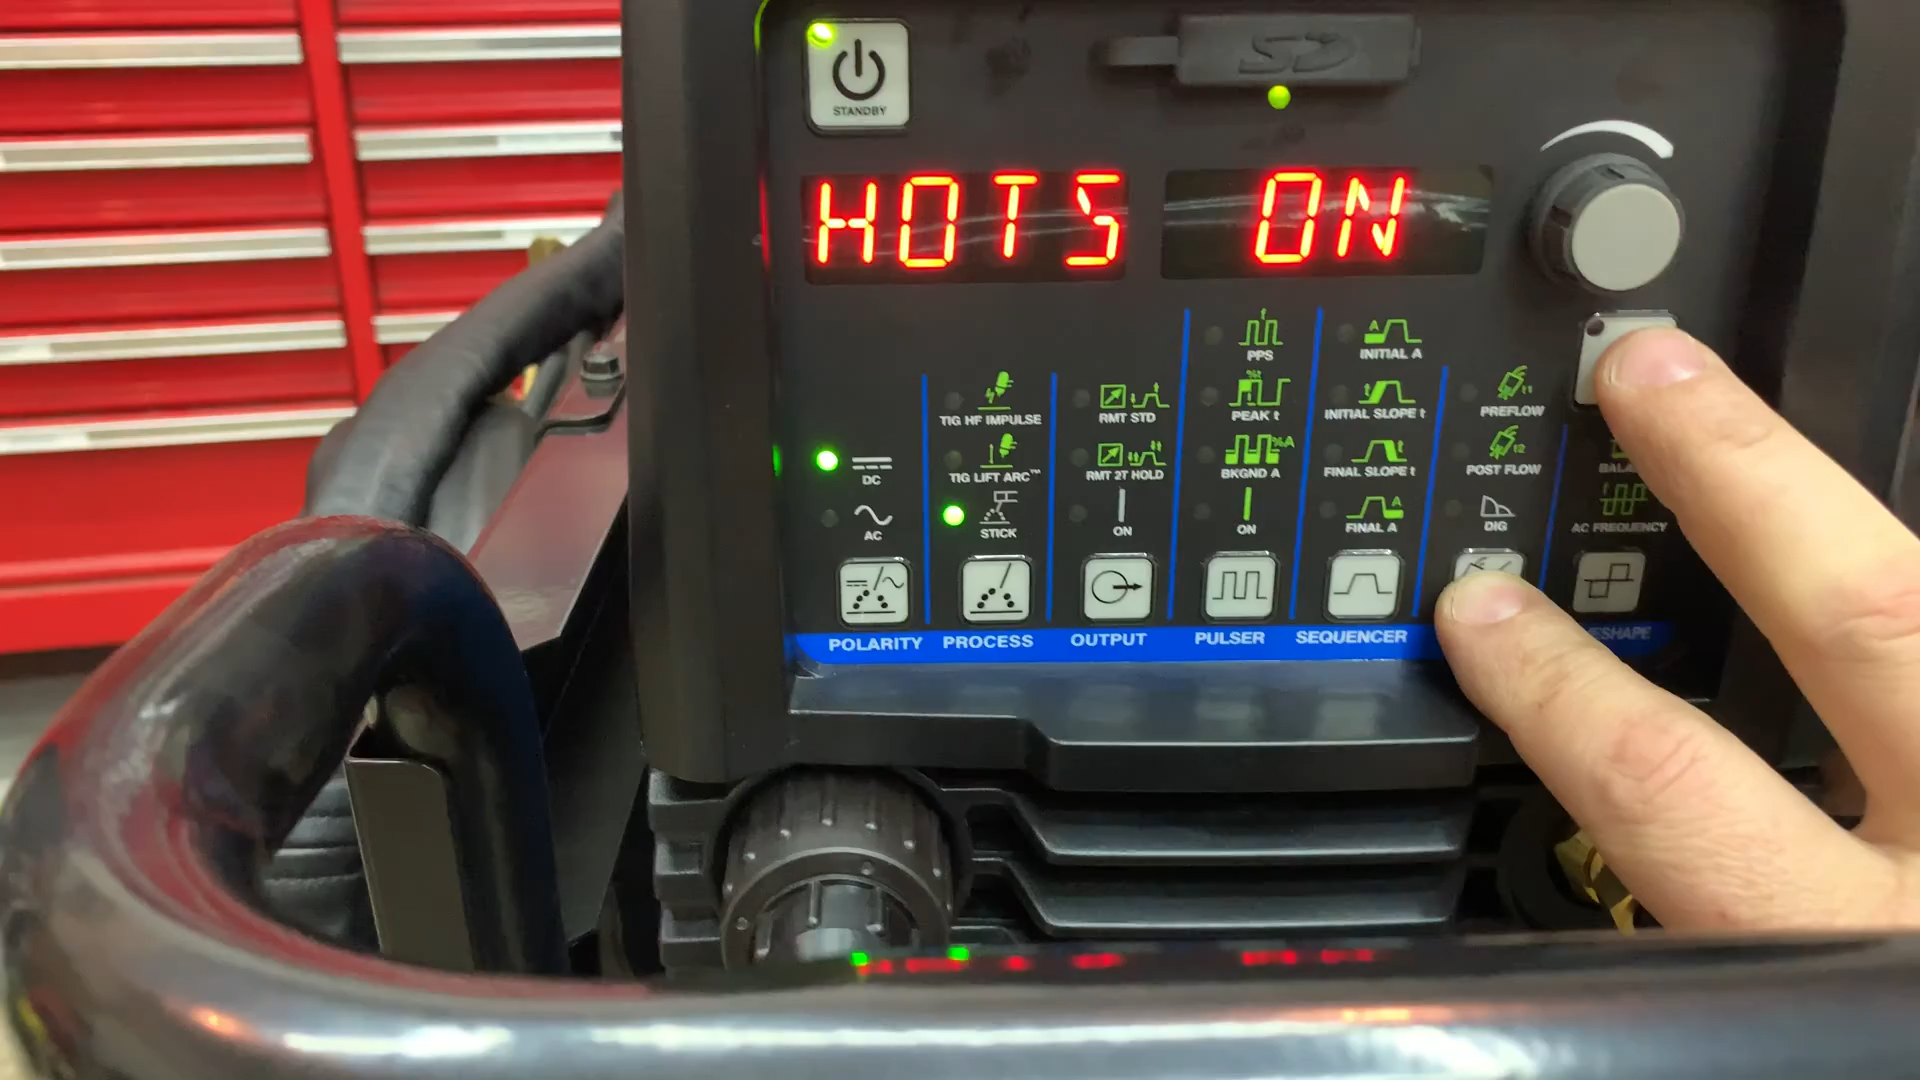 STANDBY
SD
HOTS ON
PPS
INITIAL A
TIG HF IMPULSE
RMT STD
PEAK t
INITIAL SLOPE t
PREFLOW
TIG LIFT ARC™
RMT 2T HOLD
%A
BKGND A
FINAL SLOPE t
POST FLOW
DC
AC
STICK
ON
ON
FINAL A
DIG
AC FREQUENCY
POLARITY
PROCESS
OUTPUT
PULSER
SEQUENCER